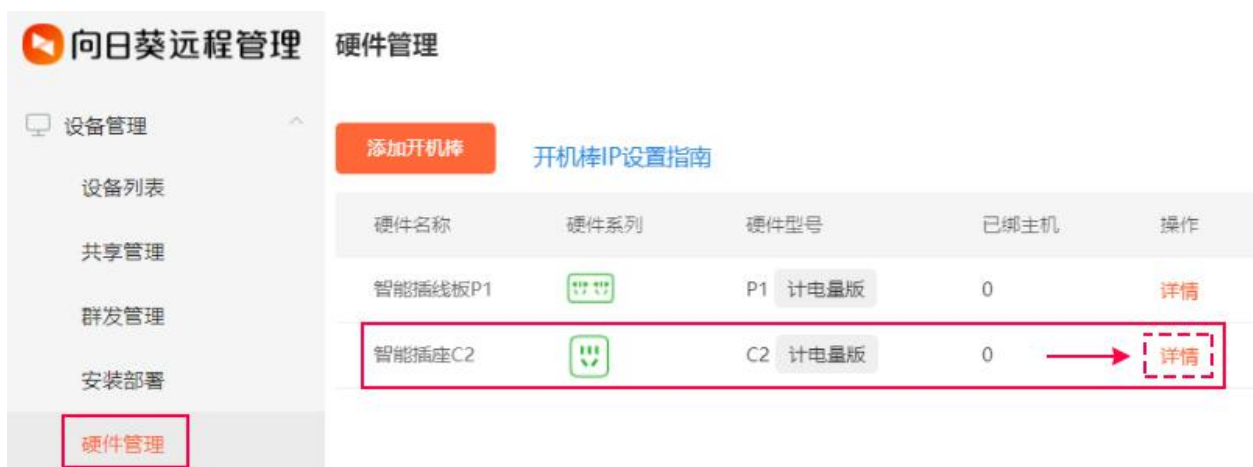 向日葵远程管理
硬件管理
设备管理
设备列表
共享管理
群发管理
安装部署
硬件管理
添加开机棒 开机棒IP设置指南
硬件名称 硬件系列 硬件型号 已绑主机 操作
智能插线板P1 P1 计电量版 0 详情
智能插座C2 C2 计电量版 0 详情